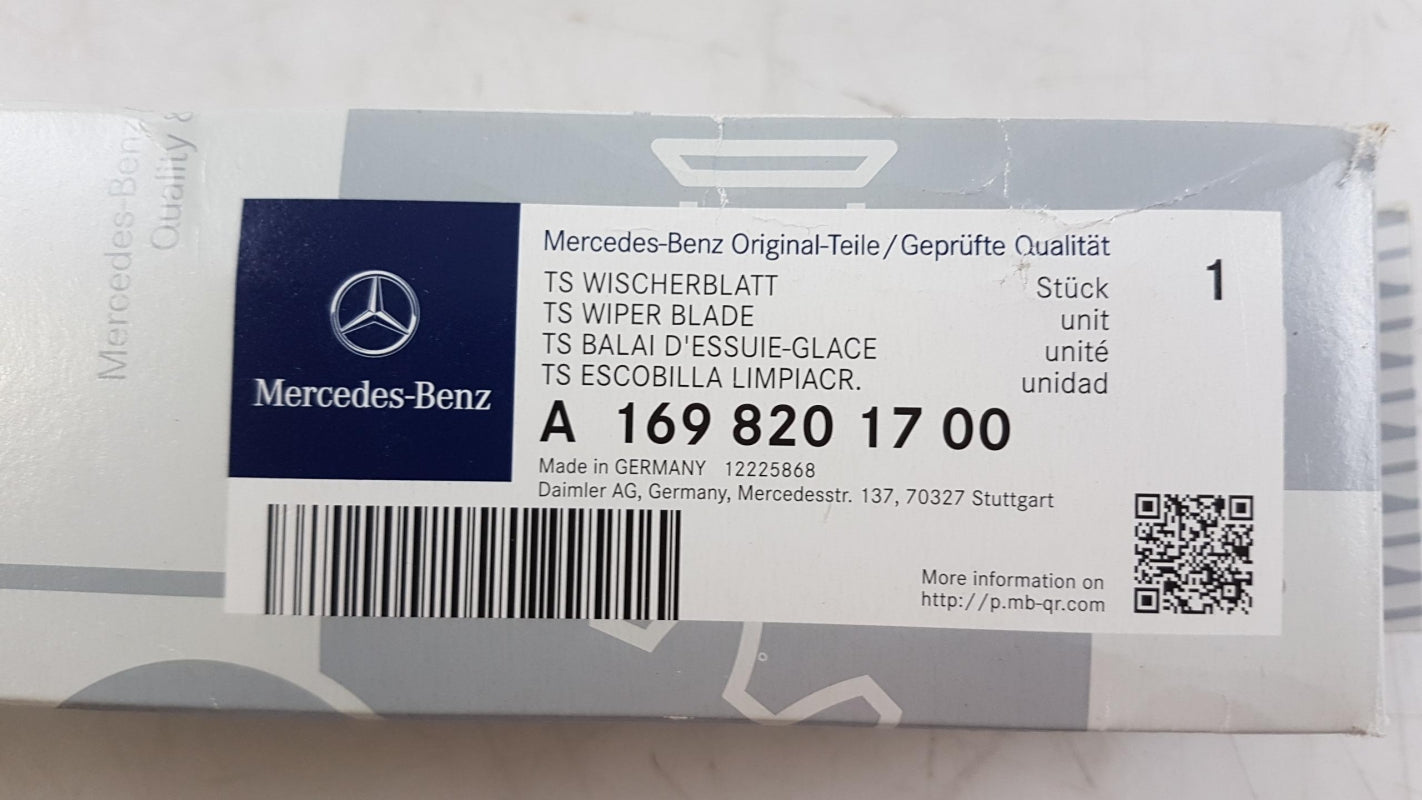 Mercedes-Benz
Quality &
Mercedes-Benz
Mercedes-Benz Original-Teile/Geprüfte Qualität
TS WISCHERBLATT Stück 1
TS WIPER BLADE unit
TS BALAI D'ESSUIE-GLACE unité
TS ESCOBILLA LIMPIACR. unidad
A 169 820 17 00
Made in GERMANY 12225868
Daimler AG, Germany, Mercedesstr. 137, 70327 Stuttgart
More information on
http://p.mb-qr.com